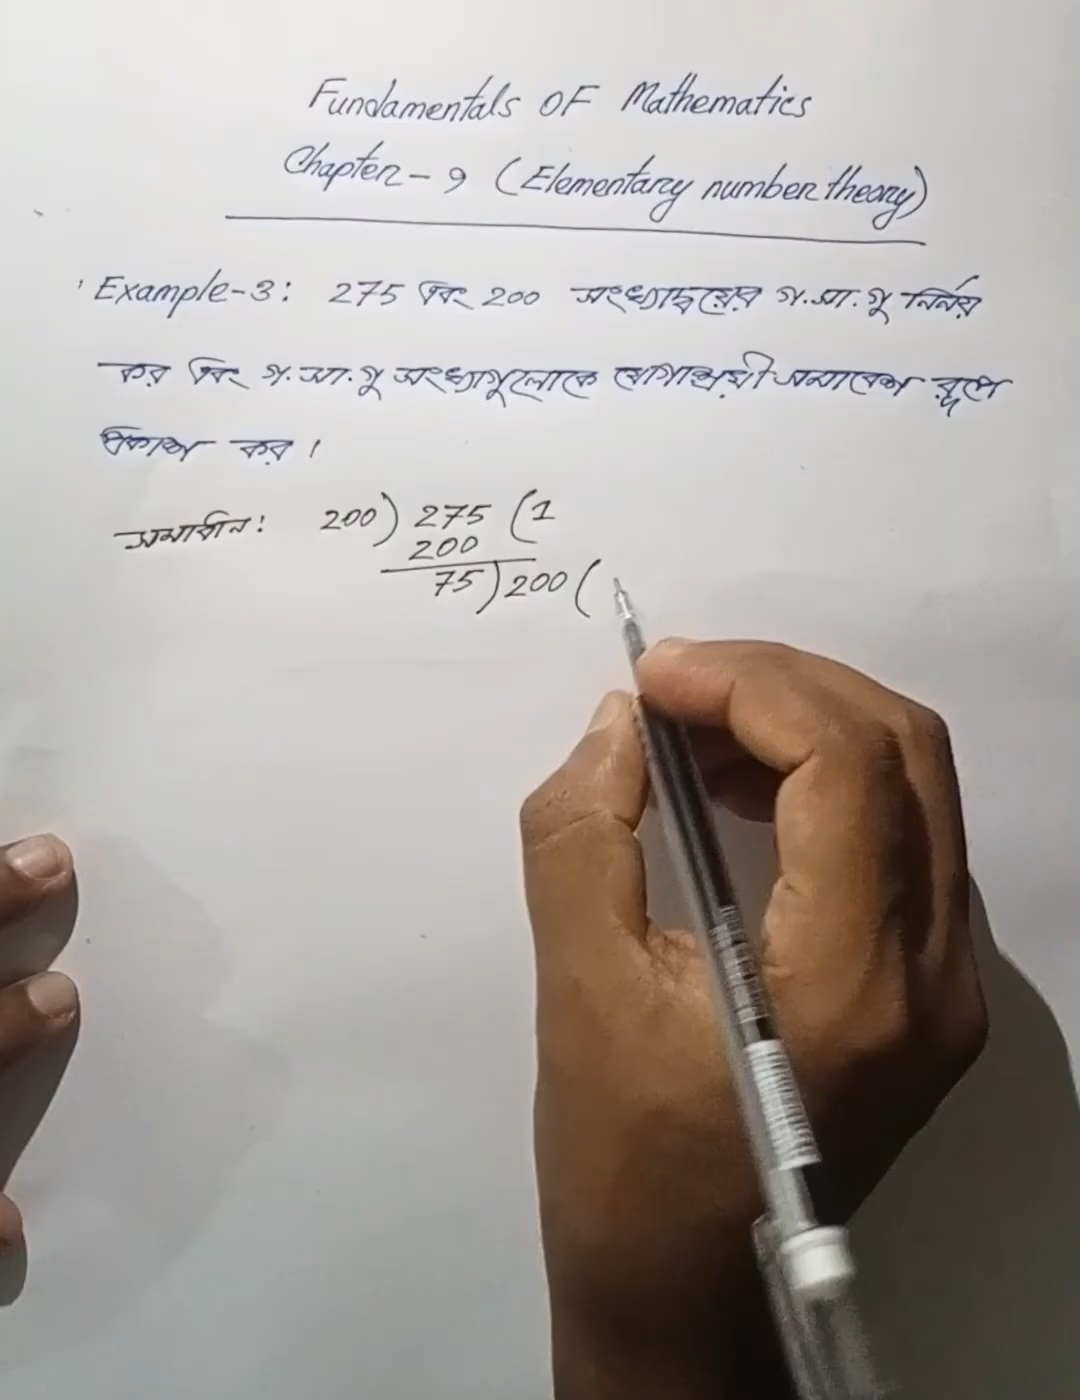 Fundamentals OF Mathematics
Chapter - 9 (Elementary number theory)
Example-3: 275 এবং 200 সংখ্যাদ্বয়ের গ.সা.গু নির্নয়
কর এবং গ.সা.গু সংখ্যাগুলোকে যোগাশ্রয়ী সমাবেশ রূপে
প্রকাশ কর।
সমাধান: 200) 275 (1
200
75) 200 (